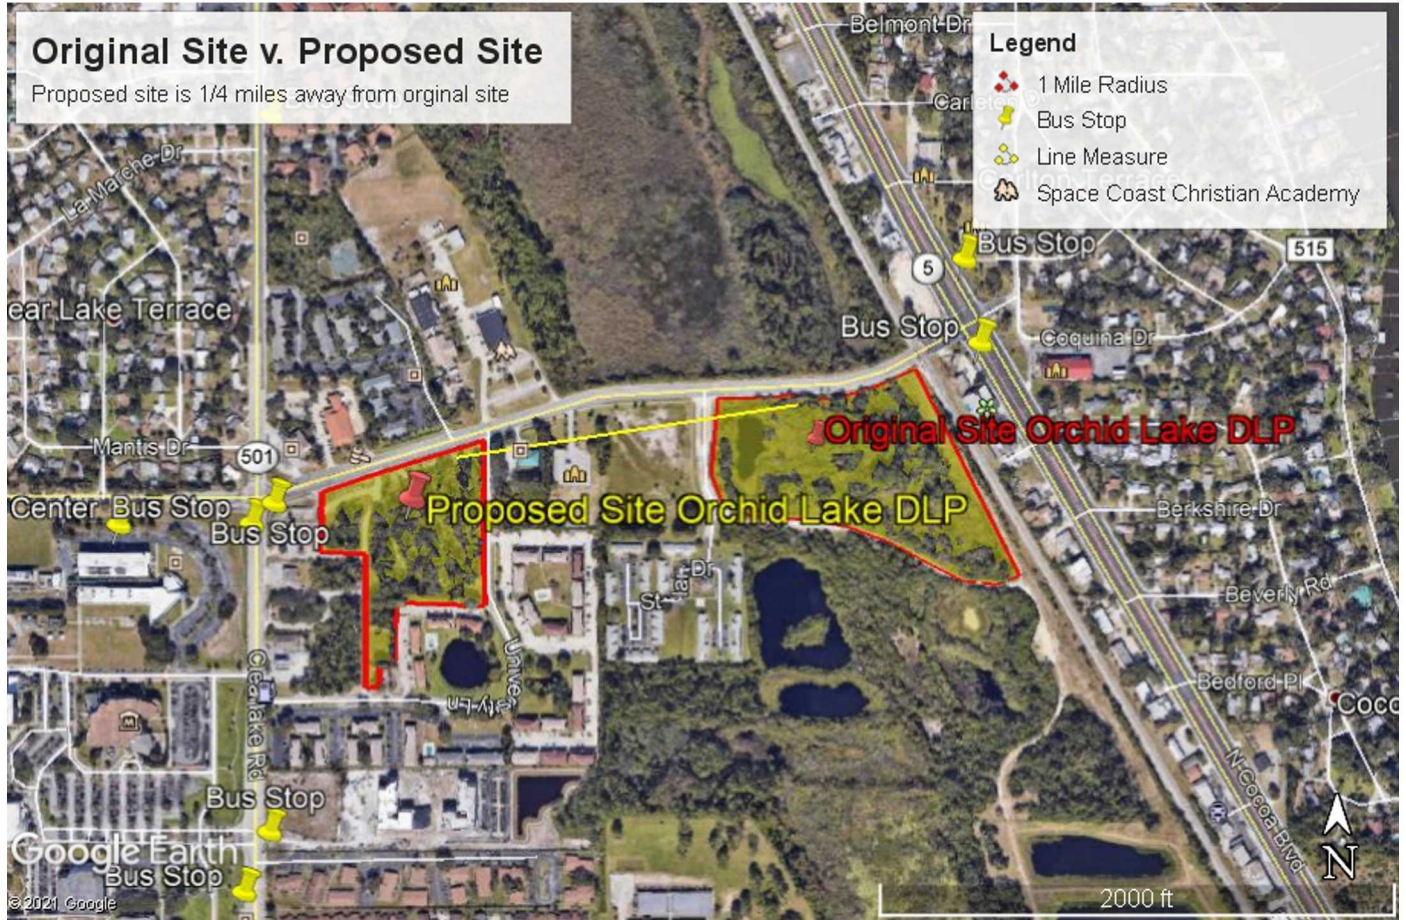 Original Site v. Proposed Site
Proposed site is 1/4 miles away from orginal site
Legend
1 Mile Radius
Bus Stop
Line Measure
Space Coast Christian Academy
Belmont Dr
La-Marche Dr
515
Bus Stop
5
ear Lake Terrace
Bus Stop
Coquina Dr
Original Site Orchid Lake DLP
Mantis Dr
501
Center Bus Stop
Proposed Site Orchid Lake DLP
Berkshire Dr
Bus Stop
Beverly Rd
Clearlake Rd
Bedford Pl
Coco
N Cocoa Blvd
Bus Stop
Google Earth
Bus Stop
N
2000 ft
© 2021 Google